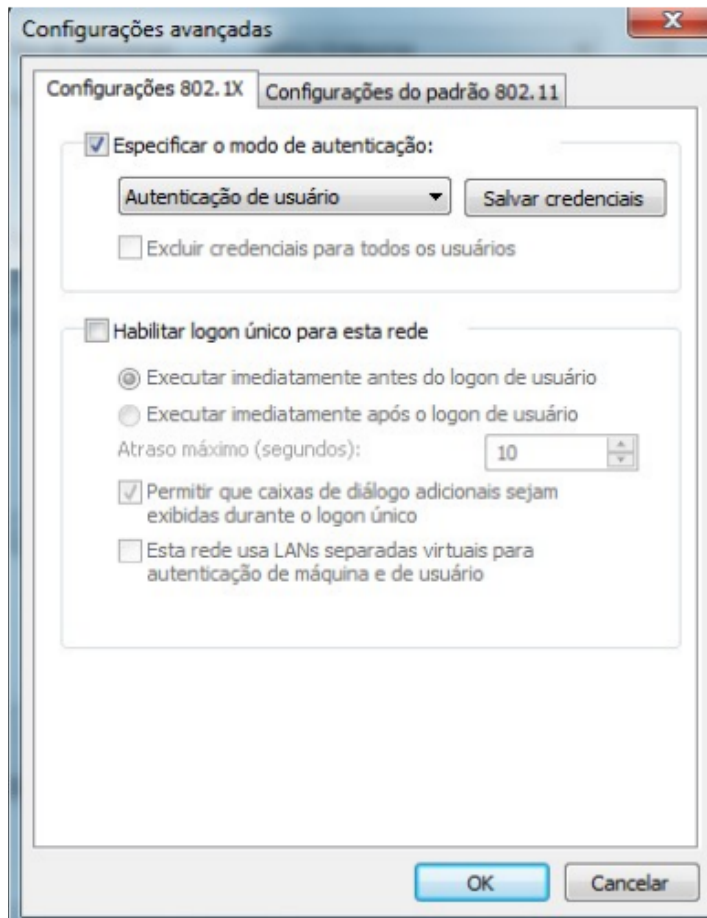 Configurações avançadas
Configurações 802.1X
Configurações do padrão 802.11
Especificar o modo de autenticação:
Autenticação de usuário
Salvar credenciais
Excluir credenciais para todos os usuários
Habilitar logon único para esta rede
Executar imediatamente antes do logon de usuário
Executar imediatamente após o logon de usuário
Atraso máximo (segundos):
10
Permitir que caixas de diálogo adicionais sejam
exibidas durante o logon único
Esta rede usa LANs separadas virtuais para
autenticação de máquina e de usuário
OK
Cancelar